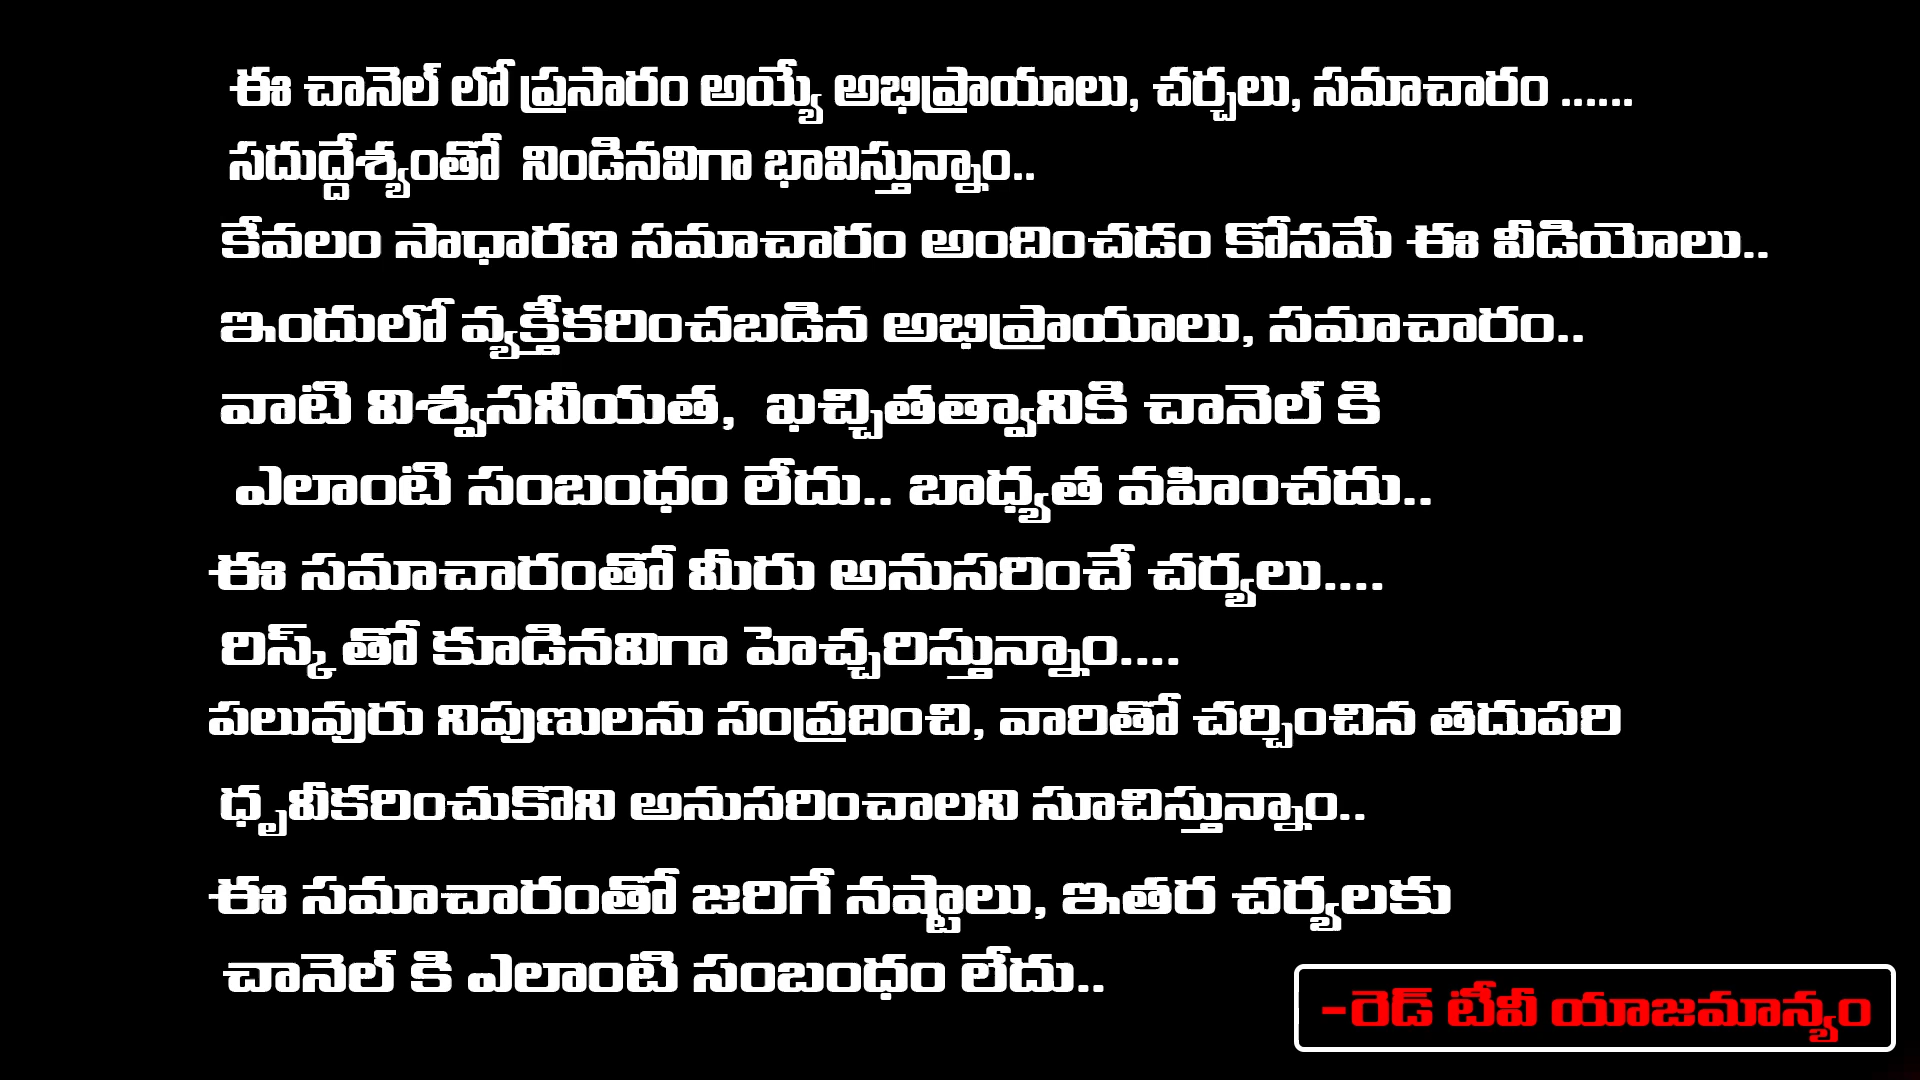 ఈ చానెల్ లో ప్రసారం అయ్యే అభిప్రాయాలు, చర్చలు, సమాచారం ......
సదుద్దేశ్యంతో నిండినవిగా భావిస్తున్నాం..
కేవలం సాధారణ సమాచారం అందించడం కోసమే ఈ వీడియోలు..
ఇందులో వ్యక్తీకరించబడిన అభిప్రాయాలు, సమాచారం..
వాటి విశ్వసనీయత, ఖచ్చితత్వానికి చానెల్ కి
ఎలాంటి సంబంధం లేదు.. బాధ్యత వహించదు..
ఈ సమాచారంతో మీరు అనుసరించే చర్యలు....
రిస్క్ తో కూడినవిగా హెచ్చరిస్తున్నాం....
పలువురు నిపుణులను సంప్రదించి, వారితో చర్చించిన తదుపరి
ధృవీకరించుకొని అనుసరించాలని సూచిస్తున్నాం..
ఈ సమాచారంతో జరిగే నష్టాలు, ఇతర చర్యలకు
చానెల్ కి ఎలాంటి సంబంధం లేదు..
-రెడ్ టీవీ యాజమాన్యం